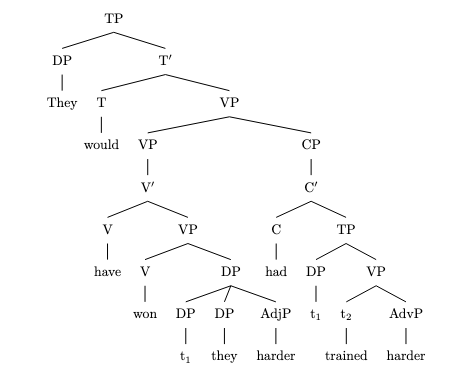 TP
DP T′
They T VP
would VP CP
V′ C′
V VP C TP
have V DP had DP VP
won DP DP AdjP t₁ t₂ AdvP
t₁ they harder trained harder